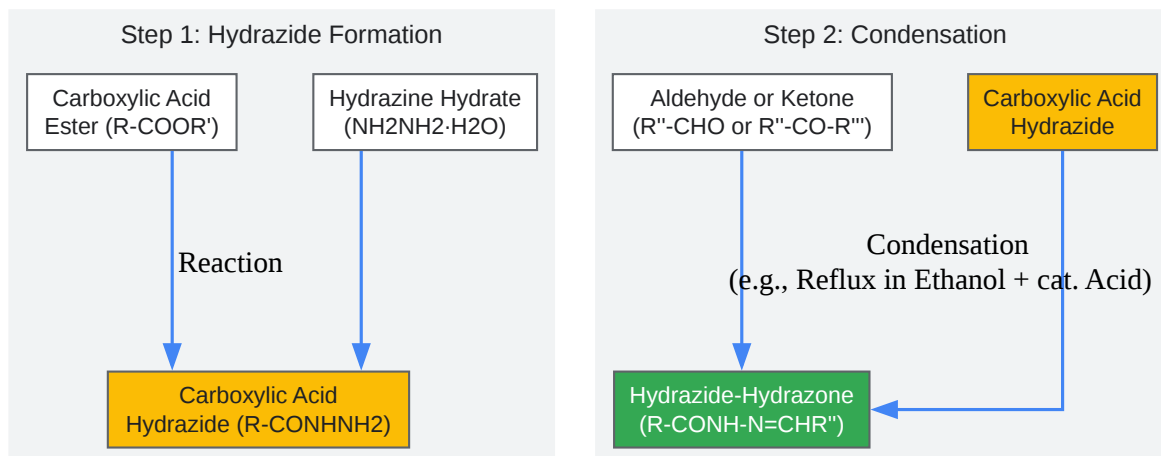 Step 1: Hydrazide Formation
Carboxylic Acid
Ester (R-COOR')
Hydrazine Hydrate
(NH2NH2·H2O)
Reaction
Carboxylic Acid
Hydrazide (R-CONHNH2)
Step 2: Condensation
Aldehyde or Ketone
(R''-CHO or R''-CO-R''')
Carboxylic Acid
Hydrazide
Condensation
(e.g., Reflux in Ethanol + cat. Acid)
Hydrazide-Hydrazone
(R-CONH-N=CHR'')